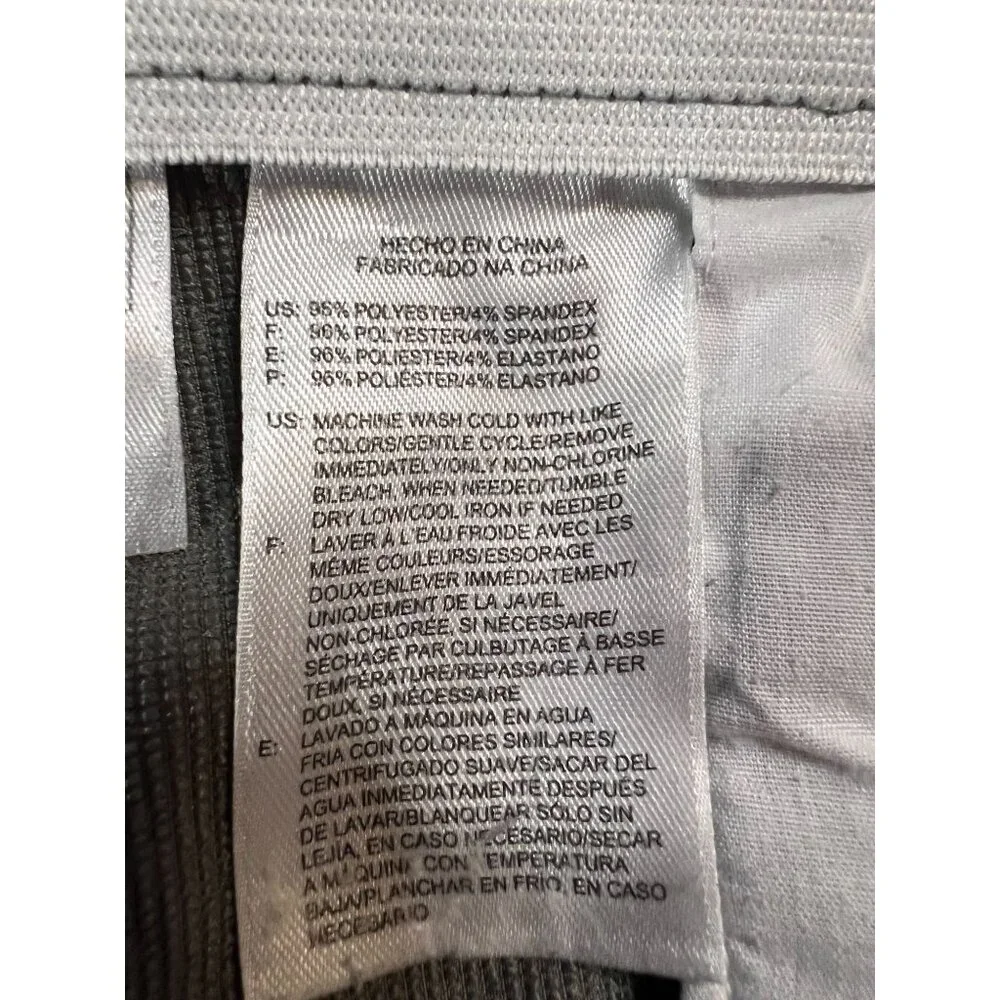 HECHO EN CHINA
FABRICADO NA CHINA
US: 96% POLYESTER/4% SPANDEX
F: 96% POLYESTER/4% SPANDEX
E: 96% POLIESTER/4% ELASTANO
P: 96% POLIÉSTER/4% ELASTANO
US: MACHINE WASH COLD WITH LIKE
COLORS/GENTLE CYCLE/REMOVE
IMMEDIATELY/ONLY NON-CHLORINE
BLEACH, WHEN NEEDED/TUMBLE
DRY LOW/COOL IRON IF NEEDED
F: LAVER À L'EAU FROIDE AVEC LES
MÊME COULEURS/ESSORAGE
DOUX/ENLEVER IMMÉDIATEMENT/
UNIQUEMENT DE LA JAVEL
NON-CHLORÉE, SI NÉCESSAIRE/
SÉCHAGE PAR CULBUTAGE À BASSE
TEMPÉRATURE/REPASSAGE À FER
DOUX, SI NÉCESSAIRE
E: LAVADO A MÁQUINA EN AGUA
FRIA CON COLORES SIMILARES/
CENTRIFUGADO SUAVE/SACAR DEL
AGUA INMEDIATAMENTE DESPUÉS
DE LAVAR/BLANQUEAR SÓLO SIN
LEJIA, EN CASO NECESARIO/SECAR
A MÁQUINA CON TEMPERATURA
BAJA/PLANCHAR EN FRIO, EN CASO
NECESARIO